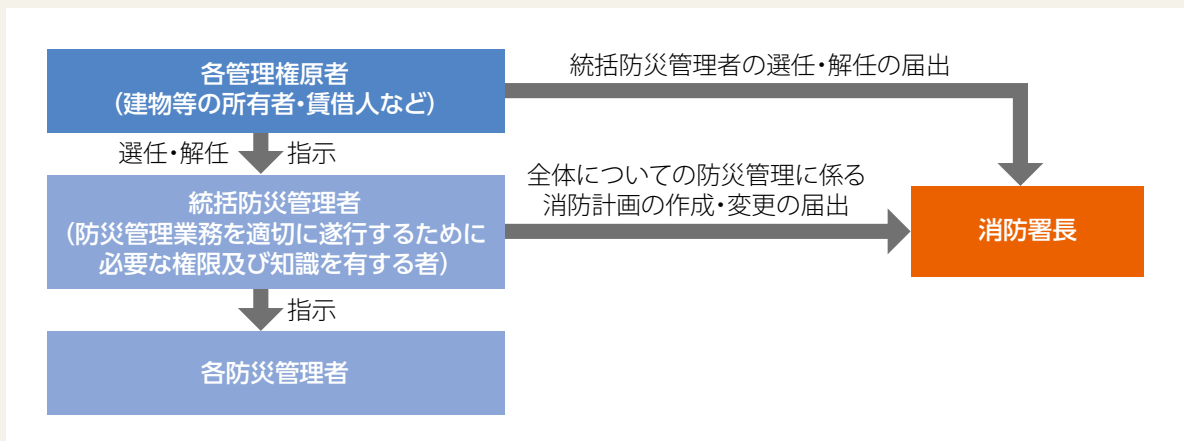 各管理権原者
（建物等の所有者・賃借人など）
統括防災管理者の選任・解任の届出
選任・解任
指示
統括防災管理者
（防災管理業務を適切に遂行するために
必要な権限及び知識を有する者）
全体についての防災管理に係る
消防計画の作成・変更の届出
消防署長
指示
各防災管理者